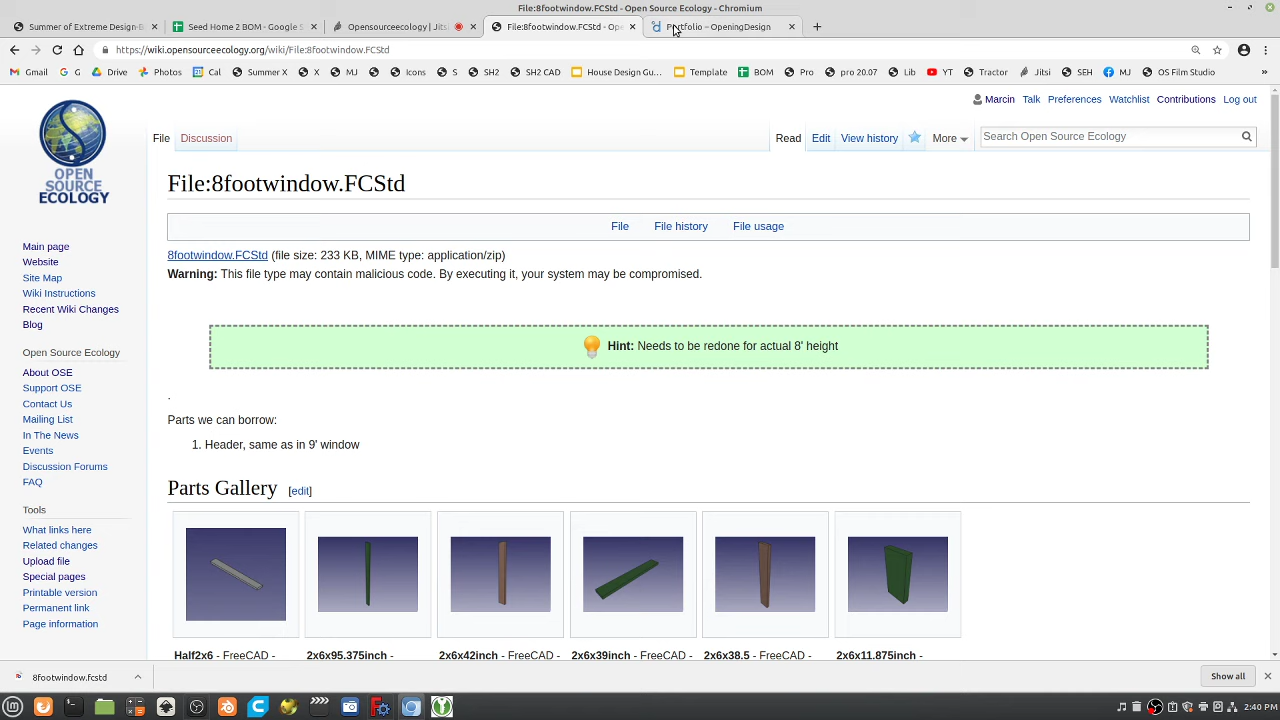 File:8footwindow.FCStd - Open Source Ecology - Chromium
Summer of Extreme Design-B
Seed Home 2 BOM - Google S
Opensourceecology | Jits
File:8footwindow.FCStd - Ope
Portfolio – OpeningDesign
https://wiki.opensourceecology.org/wiki/File:8footwindow.FCStd
Gmail
G
Drive
Photos
Cal
Summer X
X
MJ
Icons
S
SH2
SH2 CAD
House Design Gu...
Template
BOM
Pro
pro 20.07
Lib
YT
Tractor
Jitsi
SEH
MJ
OS Film Studio
»
Marcin
Talk
Preferences
Watchlist
Contributions
Log out
OPEN
SOURCE
ECOLOGY
File
Discussion
Read
Edit
View history
More
Search Open Source Ecology
File:8footwindow.FCStd
File
File history
File usage
8footwindow.FCStd (file size: 233 KB, MIME type: application/zip)
Warning: This file type may contain malicious code. By executing it, your system may be compromised.
Hint: Needs to be redone for actual 8' height
.
Parts we can borrow:
1. Header, same as in 9' window
Parts Gallery [edit]
Half2x6 - FreeCAD -
2x6x95.375inch -
2x6x42inch - FreeCAD -
2x6x39inch - FreeCAD -
2x6x38.5 - FreeCAD -
2x6x11.875inch -
Main page
Website
Site Map
Wiki Instructions
Recent Wiki Changes
Blog
Open Source Ecology
About OSE
Support OSE
Contact Us
Mailing List
In The News
Events
Discussion Forums
FAQ
Tools
What links here
Related changes
Upload file
Special pages
Printable version
Permanent link
Page information
8footwindow.fcstd
Show all
2:40 PM